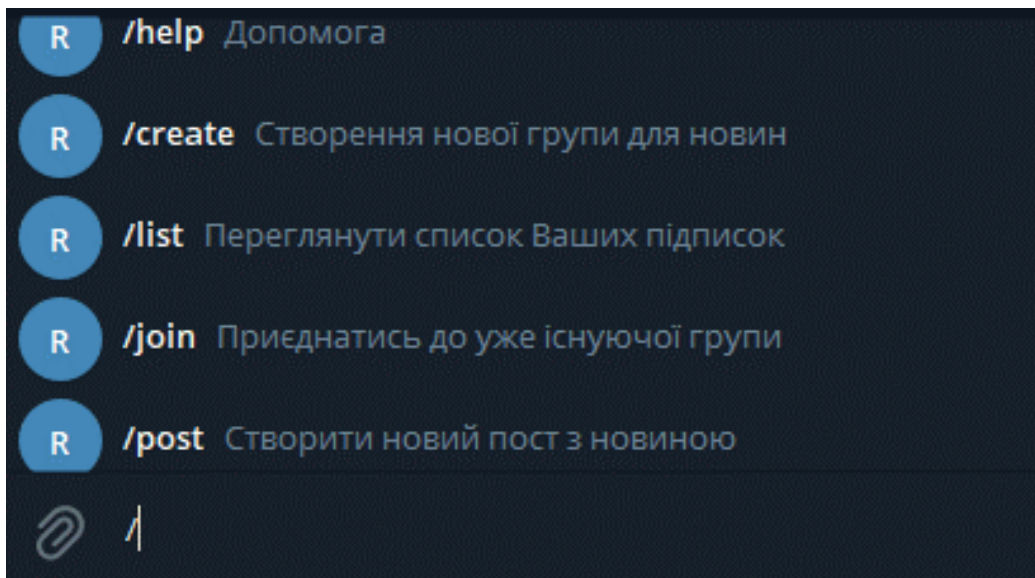 R /help Допомога
R /create Створення нової групи для новин
R /list Переглянути список Ваших підписок
R /join Приєднатись до уже існуючої групи
R /post Створити новий пост з новиною
/